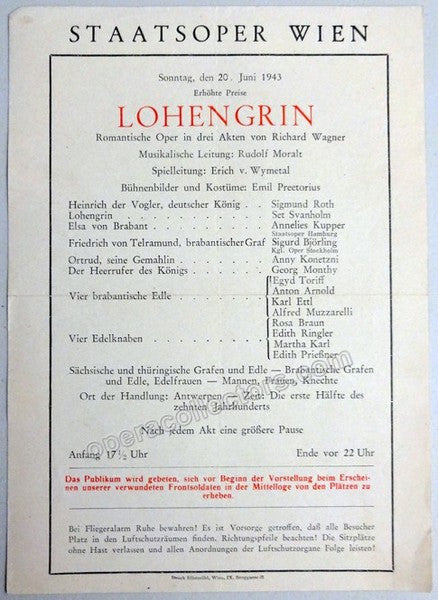 STAATSOPER WIEN
Sonntag, den 20. Juni 1943
Erhöhte Preise
LOHENGRIN
Romantische Oper in drei Akten von Richard Wagner
Musikalische Leitung: Rudolf Moralt
Spielleitung: Erich v. Wymetal
Bühnenbilder und Kostüme: Emil Preetorius
Heinrich der Vogler, deutscher König . . Sigmund Roth
Lohengrin . . . . . . . . . Set Svanholm
Elsa von Brabant . . . . . . . . Annelies Kupper
Staatsoper Hamburg
Friedrich von Telramund, brabantischer Graf Sigurd Björling
Kgl. Oper Stockholm
Ortrud, seine Gemahlin . . . . . . Anny Konetzni
Der Heerrufer des Königs . . . . . . Georg Monthy
Vier brabantische Edle . . . . . . Egyd Toriff
Anton Arnold
Karl Ettl
Alfred Muzzarelli
Vier Edelknaben . . . . . . . . Rosa Braun
Edith Ringler
Martha Karl
Edith Prießner
Sächsische und thüringische Grafen und Edle — Brabantische Grafen
und Edle, Edelfrauen — Mannen, Frauen, Knechte
Ort der Handlung: Antwerpen — Zeit: Die erste Hälfte des
zehnten Jahrhunderts
Nach jedem Akt eine größere Pause
Anfang 17½ Uhr Ende vor 22 Uhr
Das Publikum wird gebeten, sich vor Beginn der Vorstellung beim Erschei-
nen unserer verwundeten Frontsoldaten in der Mittelloge von den Plätzen zu
erheben.
Bei Fliegeralarm Ruhe bewahren! Es ist Vorsorge getroffen, daß alle Besucher
Platz in den Luftschutzräumen finden. Richtungspfeile beachten! Die Sitzplätze
ohne Hast verlassen und allen Anordnungen der Luftschutzorgane Folge leisten!
Druck Elbemühl, Wien, IX. Berggasse 31
operacollectors.com